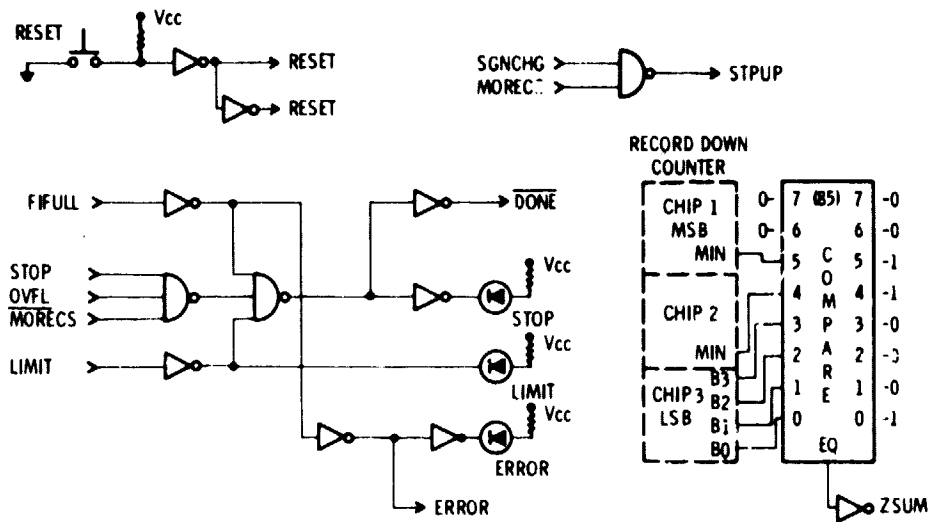 Vcc
RESET
RESET
RESET
SGNCHG
STPUP
RECORD DOWN
COUNTER
CHIP 1
MSB
MIN
CHIP 2
MIN
CHIP 3
LSB
B3
B2
B1
B0
0- 7 (85) 7 -0
0- 6 6 -0
5 C 5 -1
4 O 4 -1
3 M 3 -0
2 P 2
1 A 1 -0
0 R 0 -1
E
EQ
ZSUM
FIFULL
DONE
STOP
OVFL
MORECS
LIMIT
Vcc
STOP
Vcc
LIMIT
Vcc
ERROR
ERROR